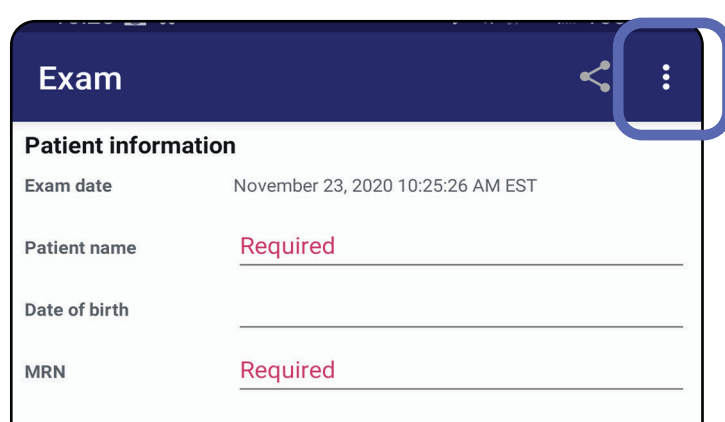 Exam
Patient information
Exam date November 23, 2020 10:25:26 AM EST
Patient name Required
Date of birth
MRN Required